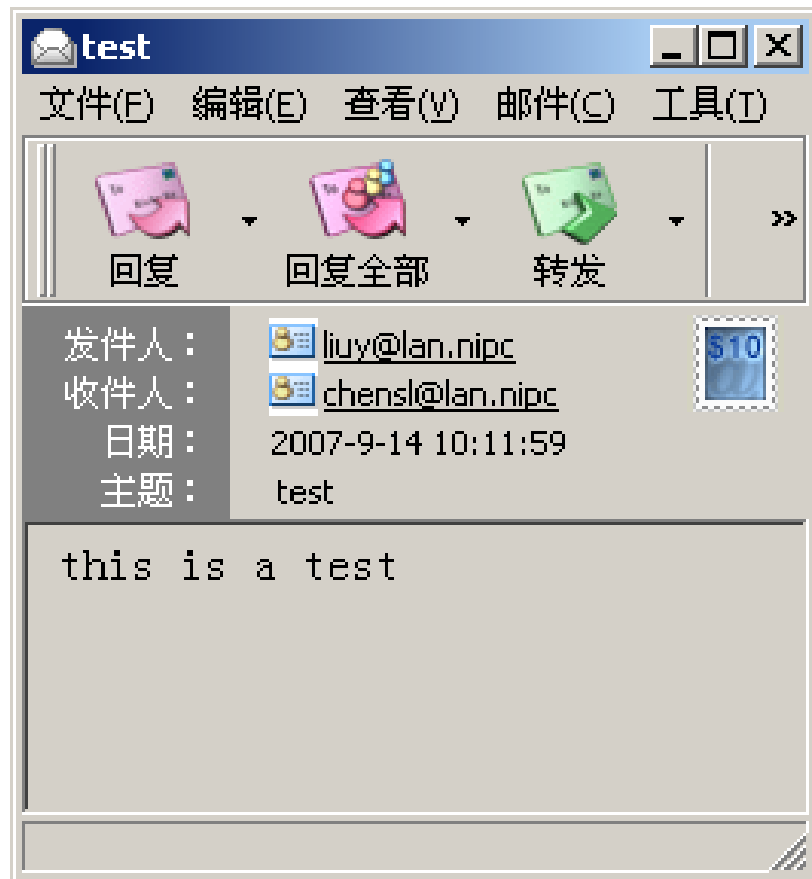 test
文件(F) 编辑(E) 查看(V) 邮件(C) 工具(T)
回复 回复全部 转发 »
发件人： liuy@lan.nipc
$10
收件人： chensl@lan.nipc
日期： 2007-9-14 10:11:59
主题： test
this is a test